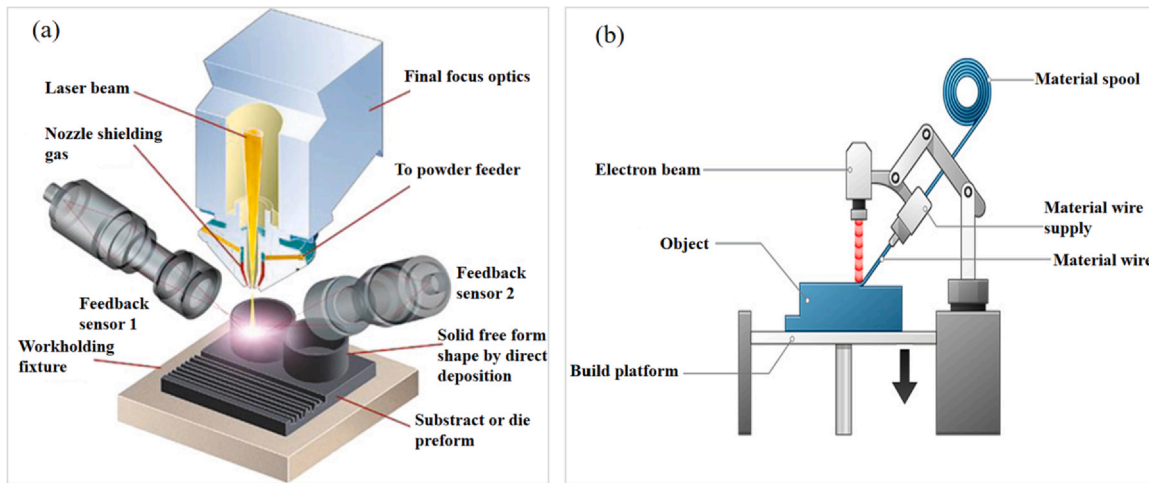 (a)
Laser beam
Final focus optics
Nozzle shielding
gas
To powder feeder
Feedback
sensor 1
Feedback
sensor 2
Workholding
fixture
Solid free form
shape by direct
deposition
Substract or die
preform
(b)
Material spool
Electron beam
Material wire
supply
Object
Material wire
Build platform